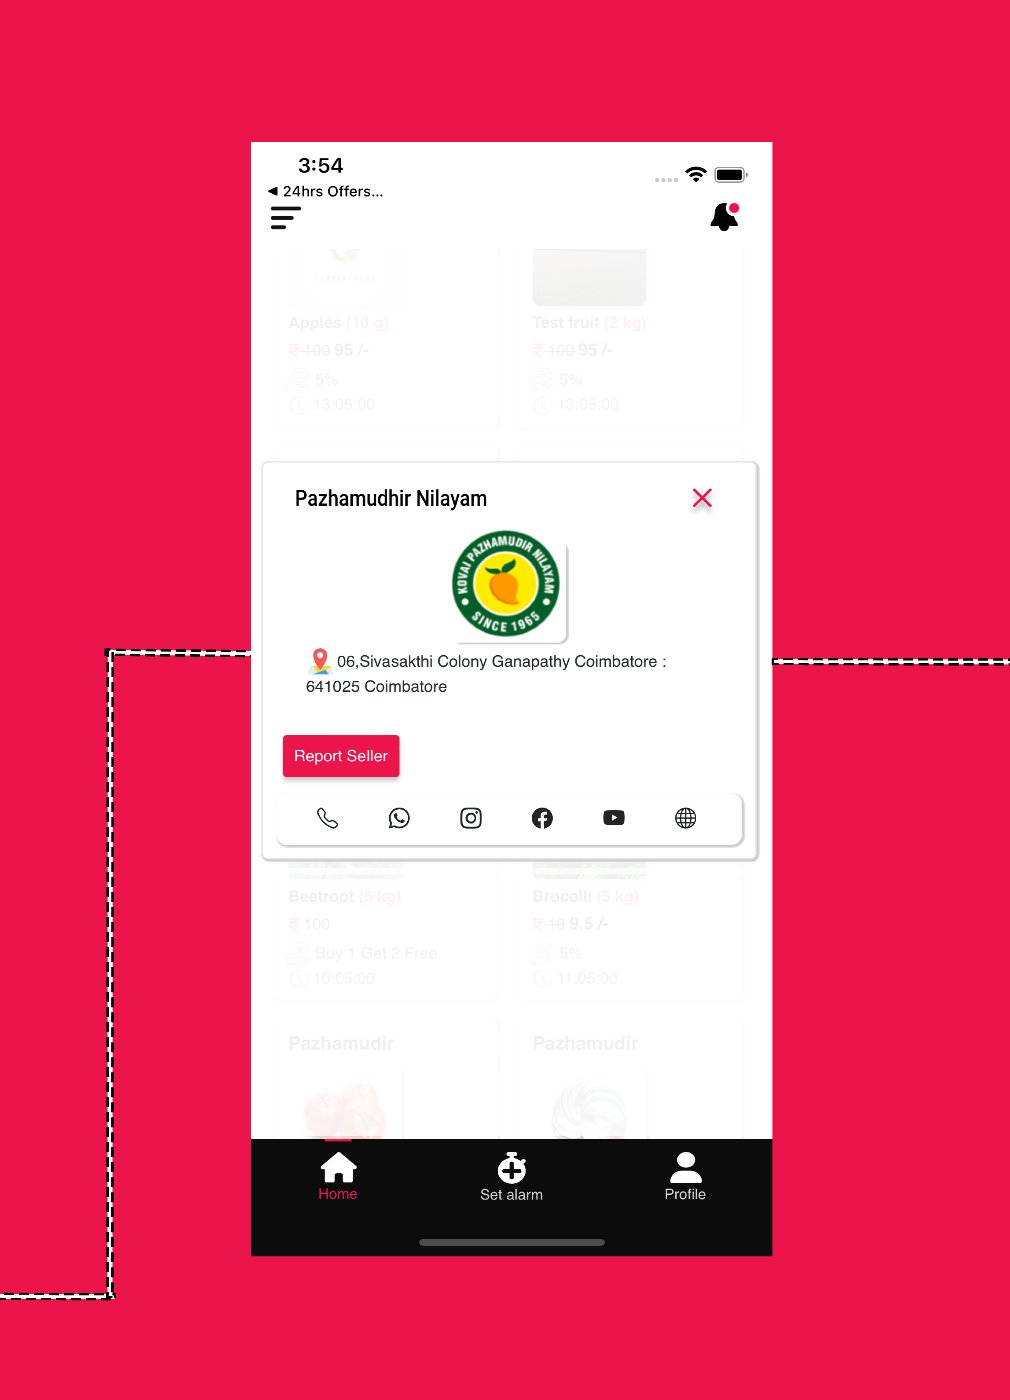 3:54
◀ 24hrs Offers...
Apples (10 g)
₹ 100 95 /-
5%
13:05:00
Test fruit (2 kg)
₹ 100 95 /-
5%
13:05:00
Pazhamudhir Nilayam
KOVAI PAZHAMUDIR NILAYAM
SINCE 1965
06,Sivasakthi Colony Ganapathy Coimbatore :
641025 Coimbatore
Report Seller
Beetroot (5 kg)
₹ 100
Buy 1 Get 2 Free
10:05:00
Brocolli (5 kg)
₹ 10 9.5 /-
5%
11:05:00
Pazhamudir
Pazhamudir
Home
Set alarm
Profile